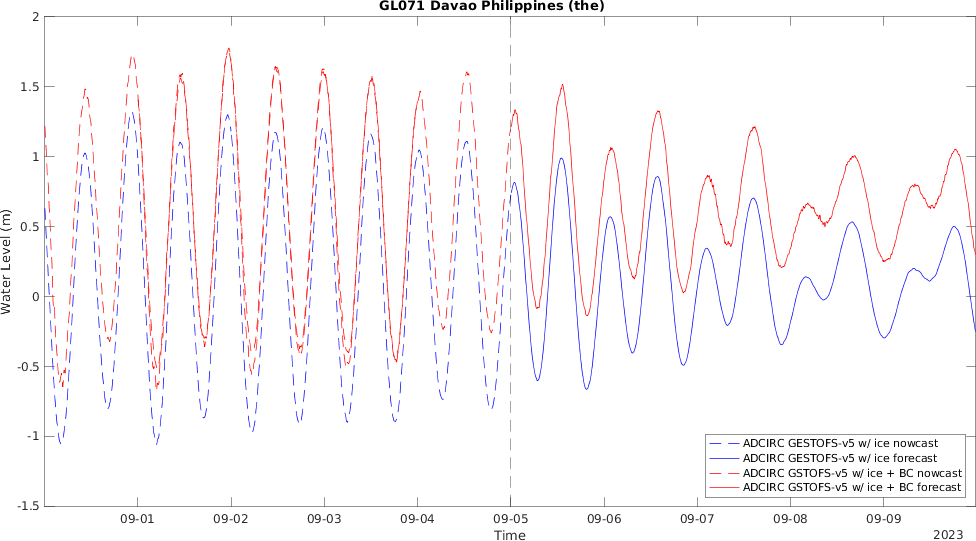 GL071 Davao Philippines (the)
2
1.5
1
0.5
0
-0.5
-1
-1.5
Water Level (m)
09-01 09-02 09-03 09-04 09-05 09-06 09-07 09-08 09-09
Time
2023
ADCIRC GESTOFS-v5 w/ ice nowcast
ADCIRC GESTOFS-v5 w/ ice forecast
ADCIRC GSTOFS-v5 w/ ice + BC nowcast
ADCIRC GSTOFS-v5 w/ ice + BC forecast